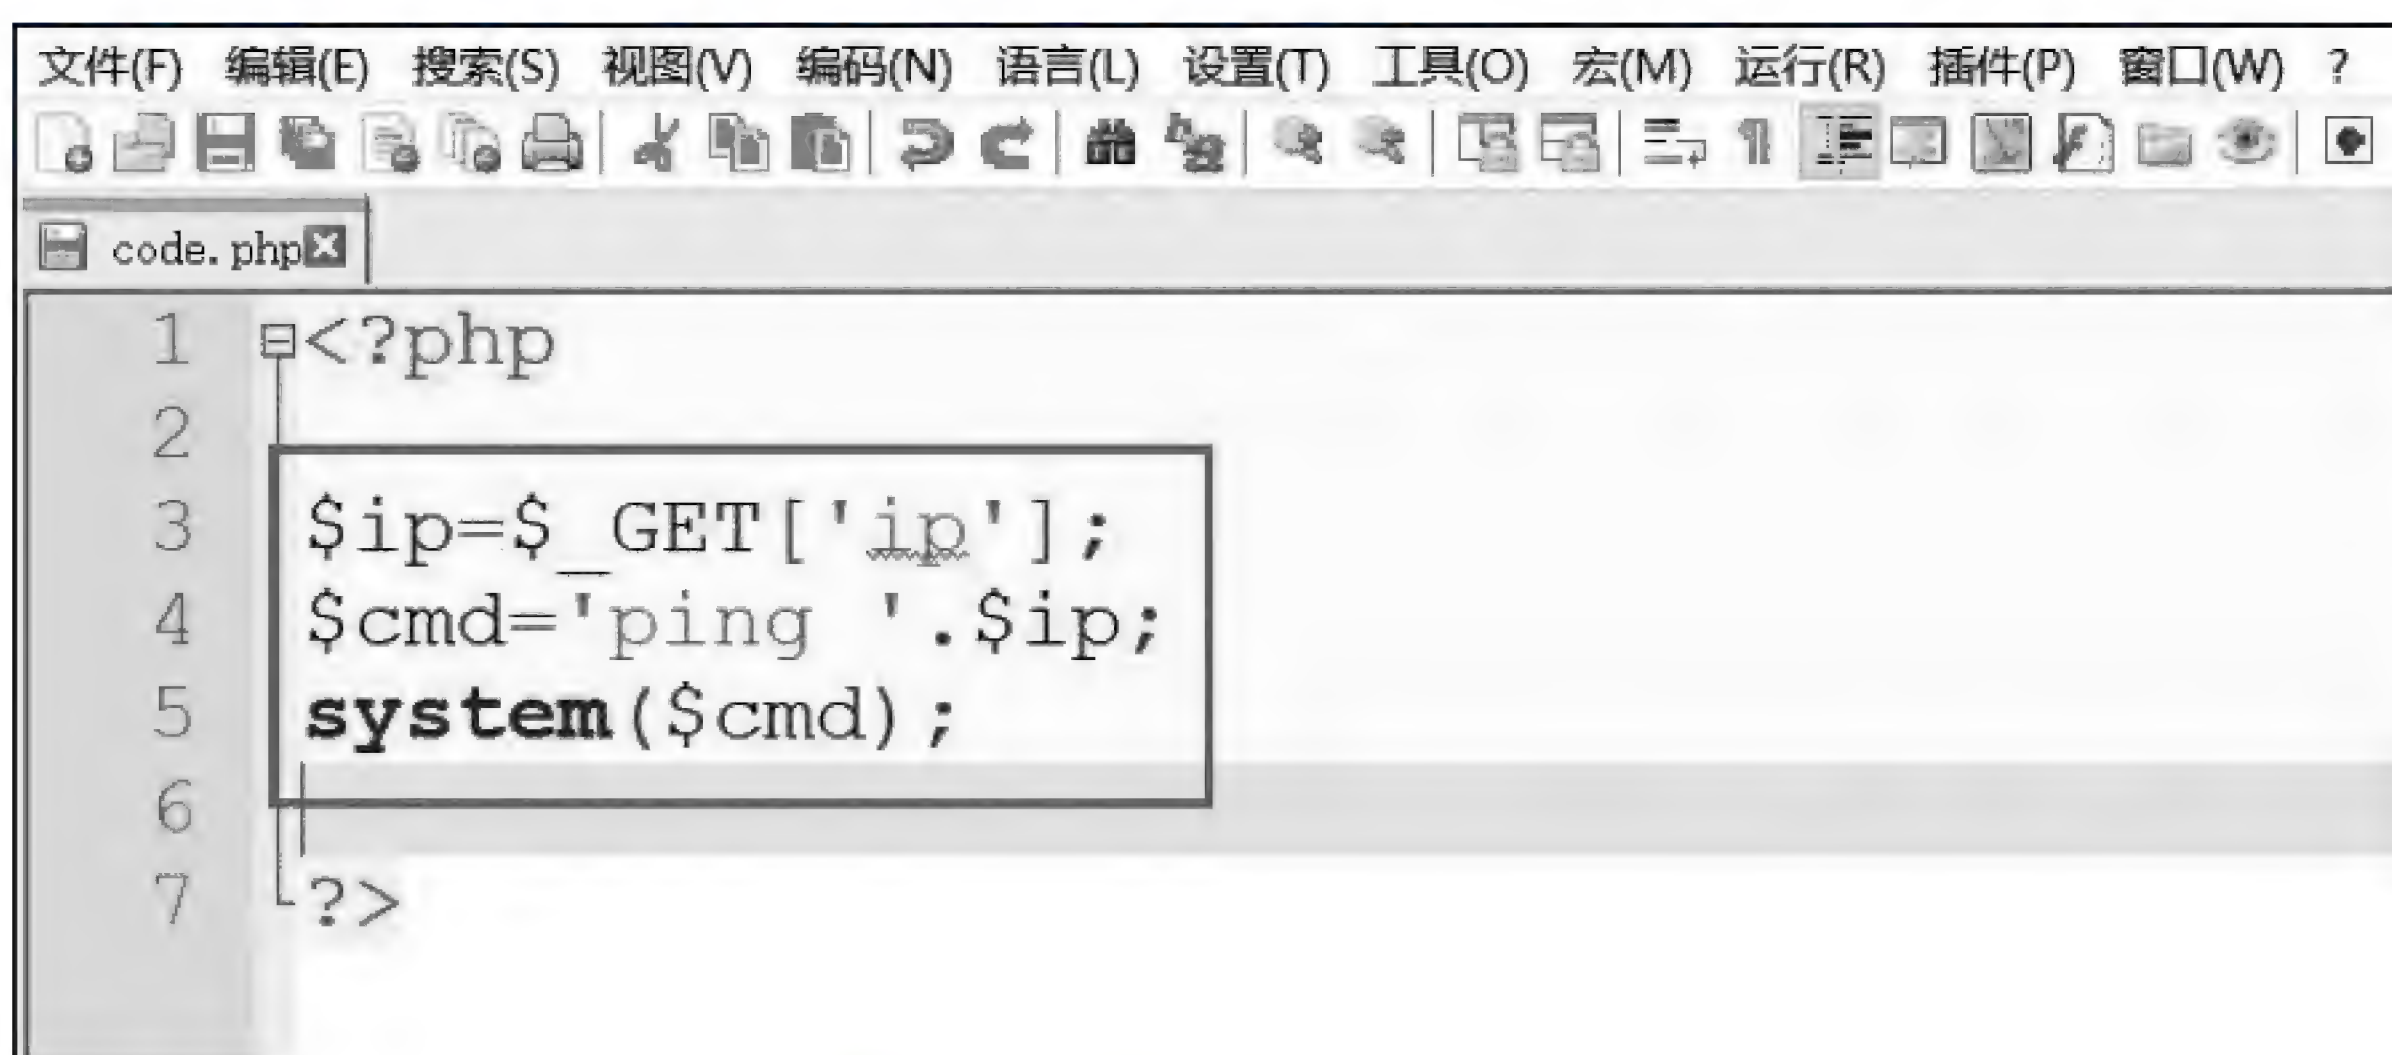 文件(F) 编辑(E) 搜索(S) 视图(V) 编码(N) 语言(L) 设置(T) 工具(O) 宏(M) 运行(R) 插件(P) 窗口(W) ?
code.php
1 <?php
2
3 $ip=$_GET['ip'];
4 $cmd='ping '.$ip;
5 system($cmd);
6
7 ?>